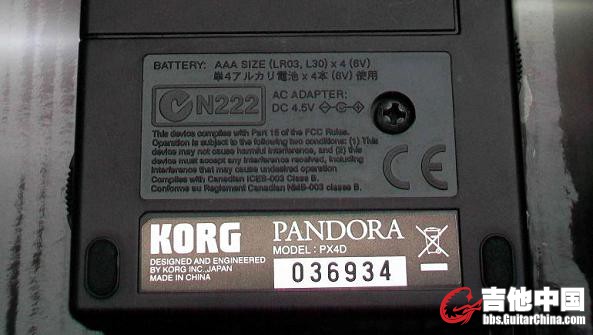 BATTERY: AAA SIZE (LR03, L30) x 4 (6V)
単4アルカリ電池 x 4本 (6V) 使用
N222
AC ADAPTER:
DC 4.5V
This device complies with Part 15 of the FCC Rules.
Operation is subject to the following two conditions: (1) This
device may not cause harmful interference, and (2) this
device must accept any interference received, including
interference that may cause undesired operation
Complies with Canadian ICES-003 Class B.
Conforme au Reglement Canadien NMB-003 classe B.
CE
KORG
DESIGNED AND ENGINEERED
BY KORG INC., JAPAN
MADE IN CHINA
PANDORA
MODEL: PX4D
036934
吉他中国
bbs.GuitarChina.com